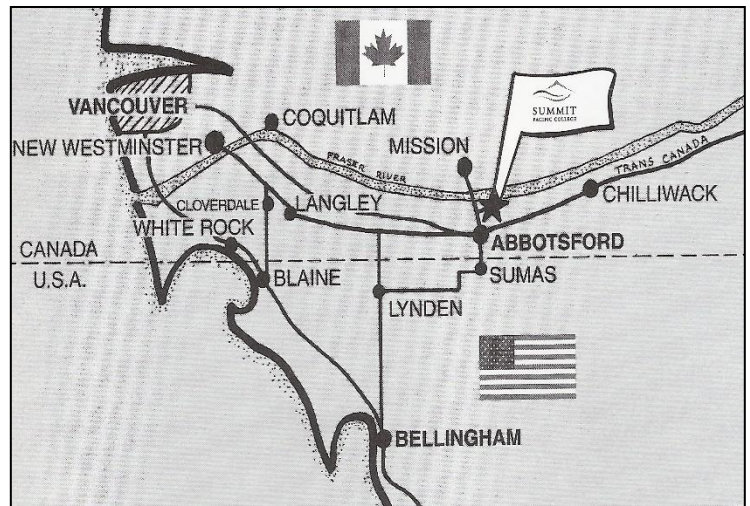 SUMMIT
PACIFIC COLLEGE
VANCOUVER
COQUITLAM
NEW WESTMINSTER
MISSION
FRASER RIVER
TRANS CANADA
CHILLIWACK
CLOVERDALE
LANGLEY
WHITE ROCK
ABBOTSFORD
CANADA
U.S.A.
BLAINE
SUMAS
LYNDEN
BELLINGHAM